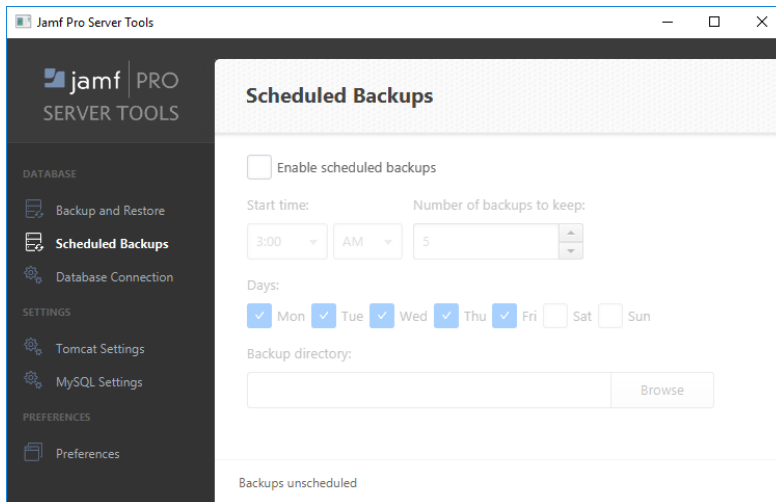 Jamf Pro Server Tools
jamf PRO
SERVER TOOLS
DATABASE
Backup and Restore
Scheduled Backups
Database Connection
SETTINGS
Tomcat Settings
MySQL Settings
PREFERENCES
Preferences
Scheduled Backups
Enable scheduled backups
Start time: Number of backups to keep:
3:00 AM 5
Days:
Mon Tue Wed Thu Fri Sat Sun
Backup directory:
Browse
Backups unscheduled